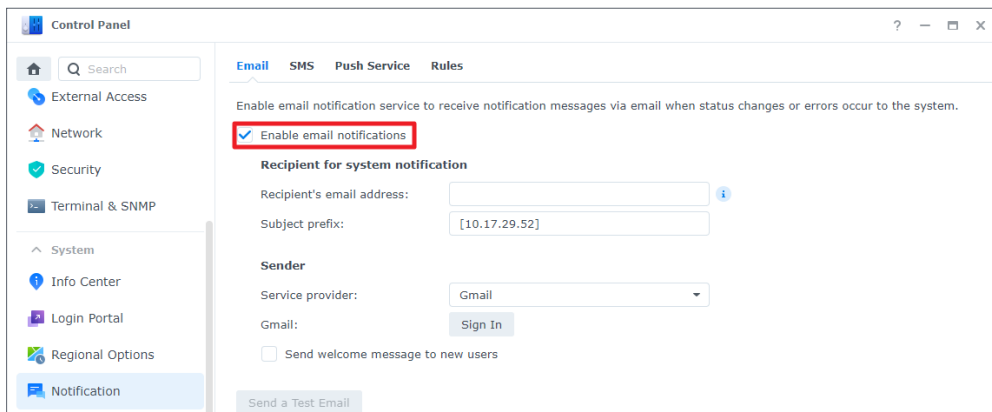 Control Panel
Search
External Access
Network
Security
Terminal & SNMP
System
Info Center
Login Portal
Regional Options
Notification
Email SMS Push Service Rules
Enable email notification service to receive notification messages via email when status changes or errors occur to the system.
Enable email notifications
Recipient for system notification
Recipient's email address:
Subject prefix: [10.17.29.52]
Sender
Service provider: Gmail
Gmail: Sign In
Send welcome message to new users
Send a Test Email